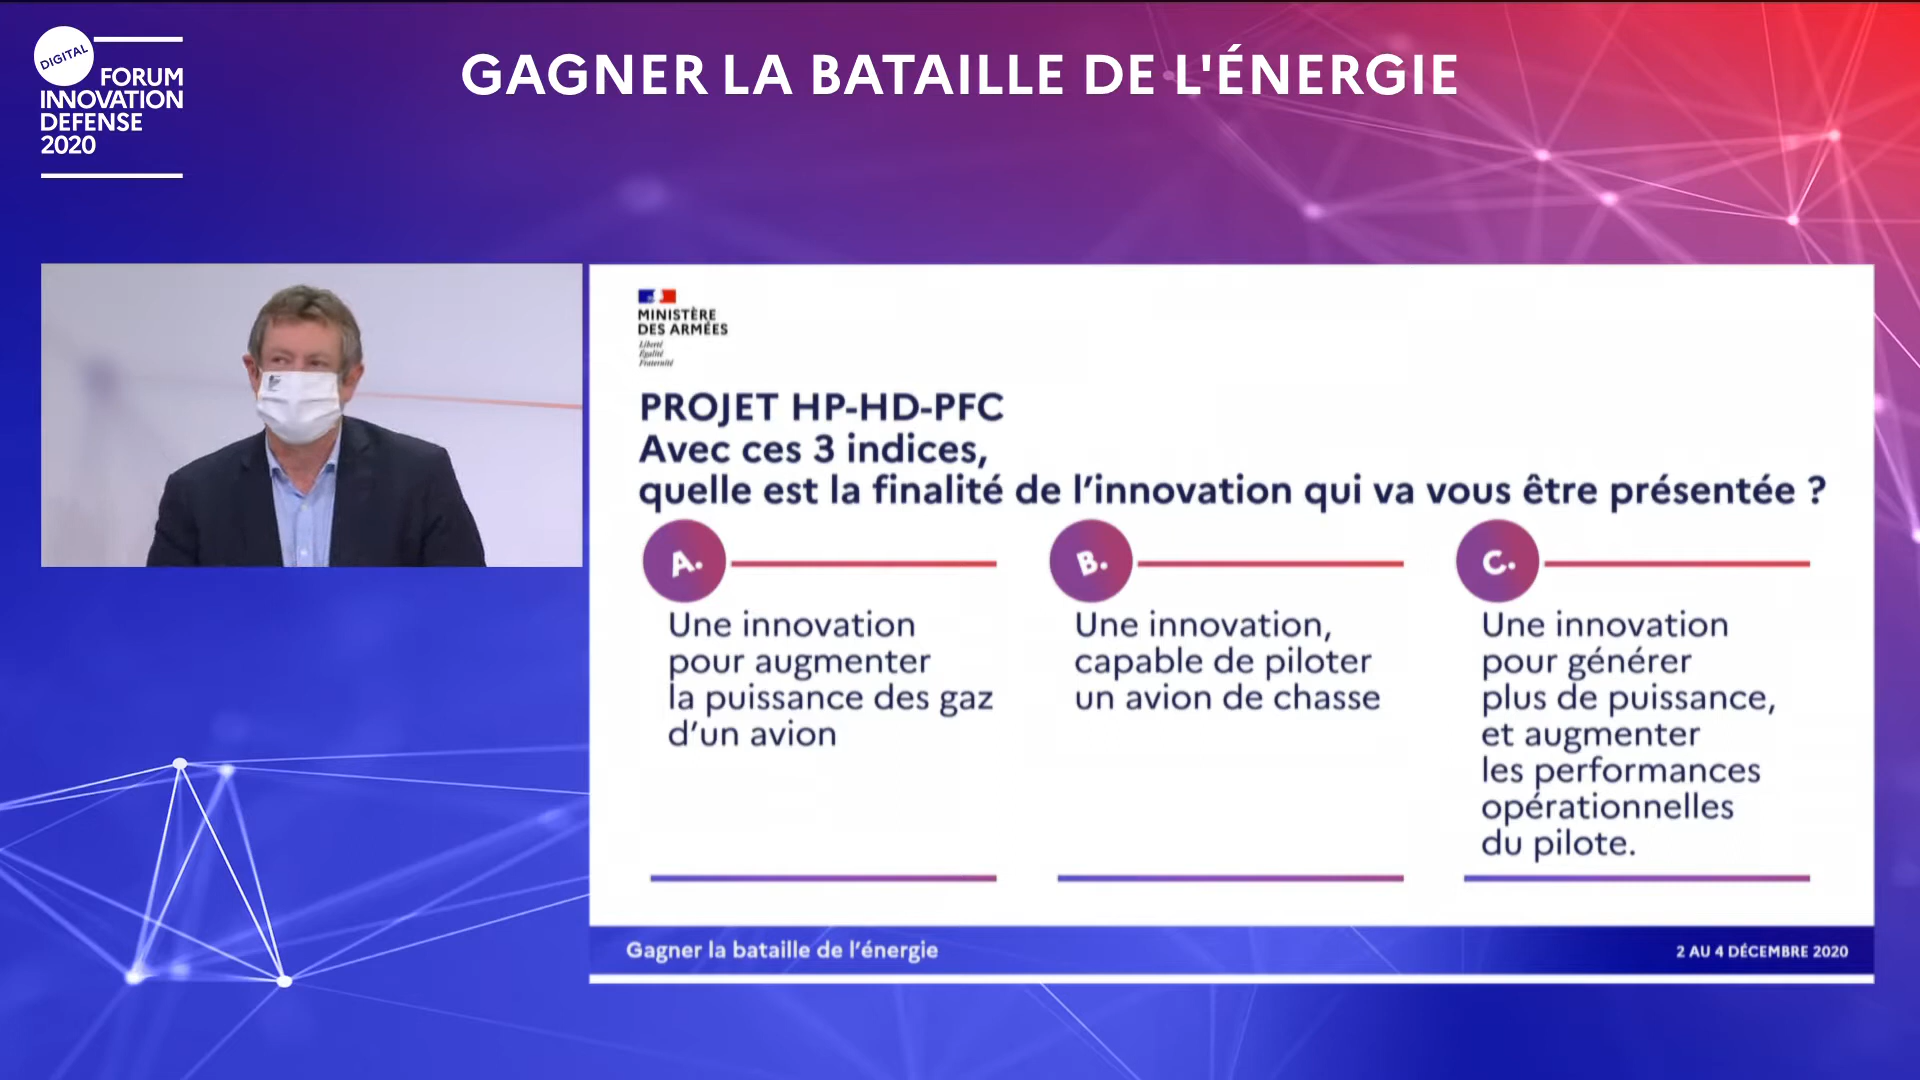 DIGITAL
FORUM
INNOVATION
DEFENSE
2020
GAGNER LA BATAILLE DE L'ÉNERGIE
MINISTÈRE
DES ARMÉES
Liberté
Égalité
Fraternité
PROJET HP-HD-PFC
Avec ces 3 indices,
quelle est la finalité de l’innovation qui va vous être présentée ?
A.
Une innovation
pour augmenter
la puissance des gaz
d’un avion
B.
Une innovation,
capable de piloter
un avion de chasse
C.
Une innovation
pour générer
plus de puissance,
et augmenter
les performances
opérationnelles
du pilote.
Gagner la bataille de l’énergie
2 AU 4 DÉCEMBRE 2020